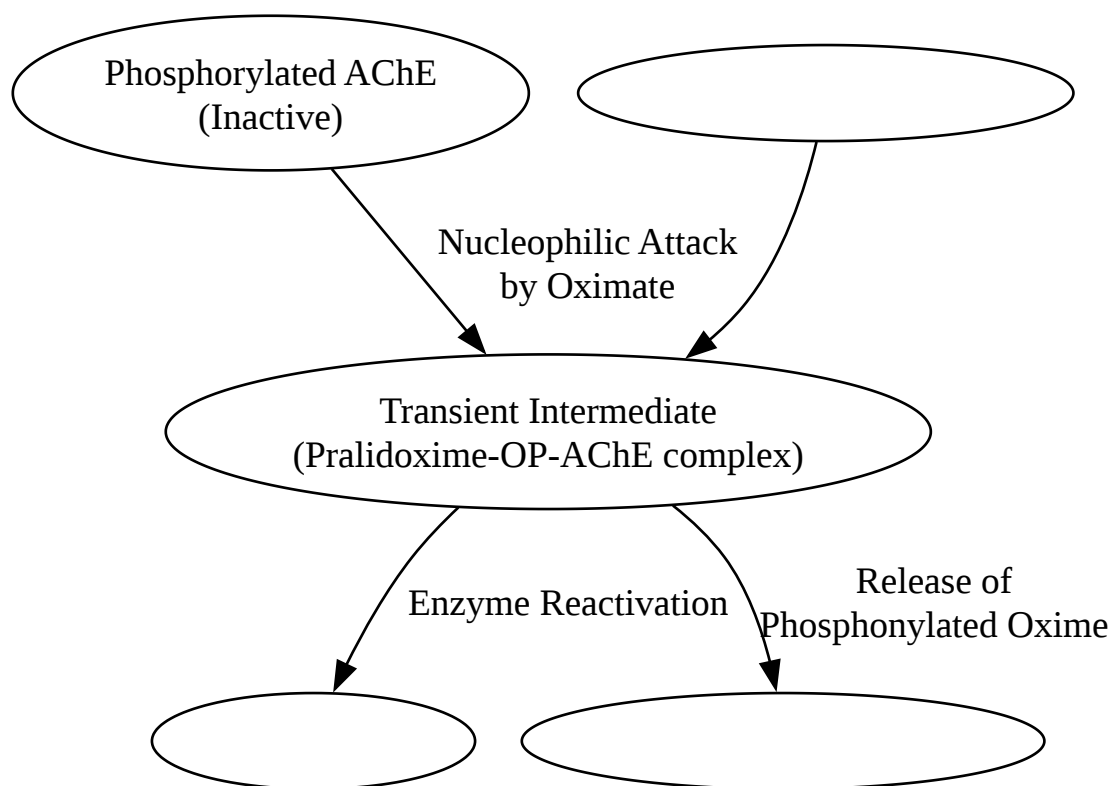 Phosphorylated AChE
(Inactive)
Nucleophilic Attack
by Oximate
Transient Intermediate
(Pralidoxime-OP-AChE complex)
Enzyme Reactivation
Release of
Phosphonylated Oxime